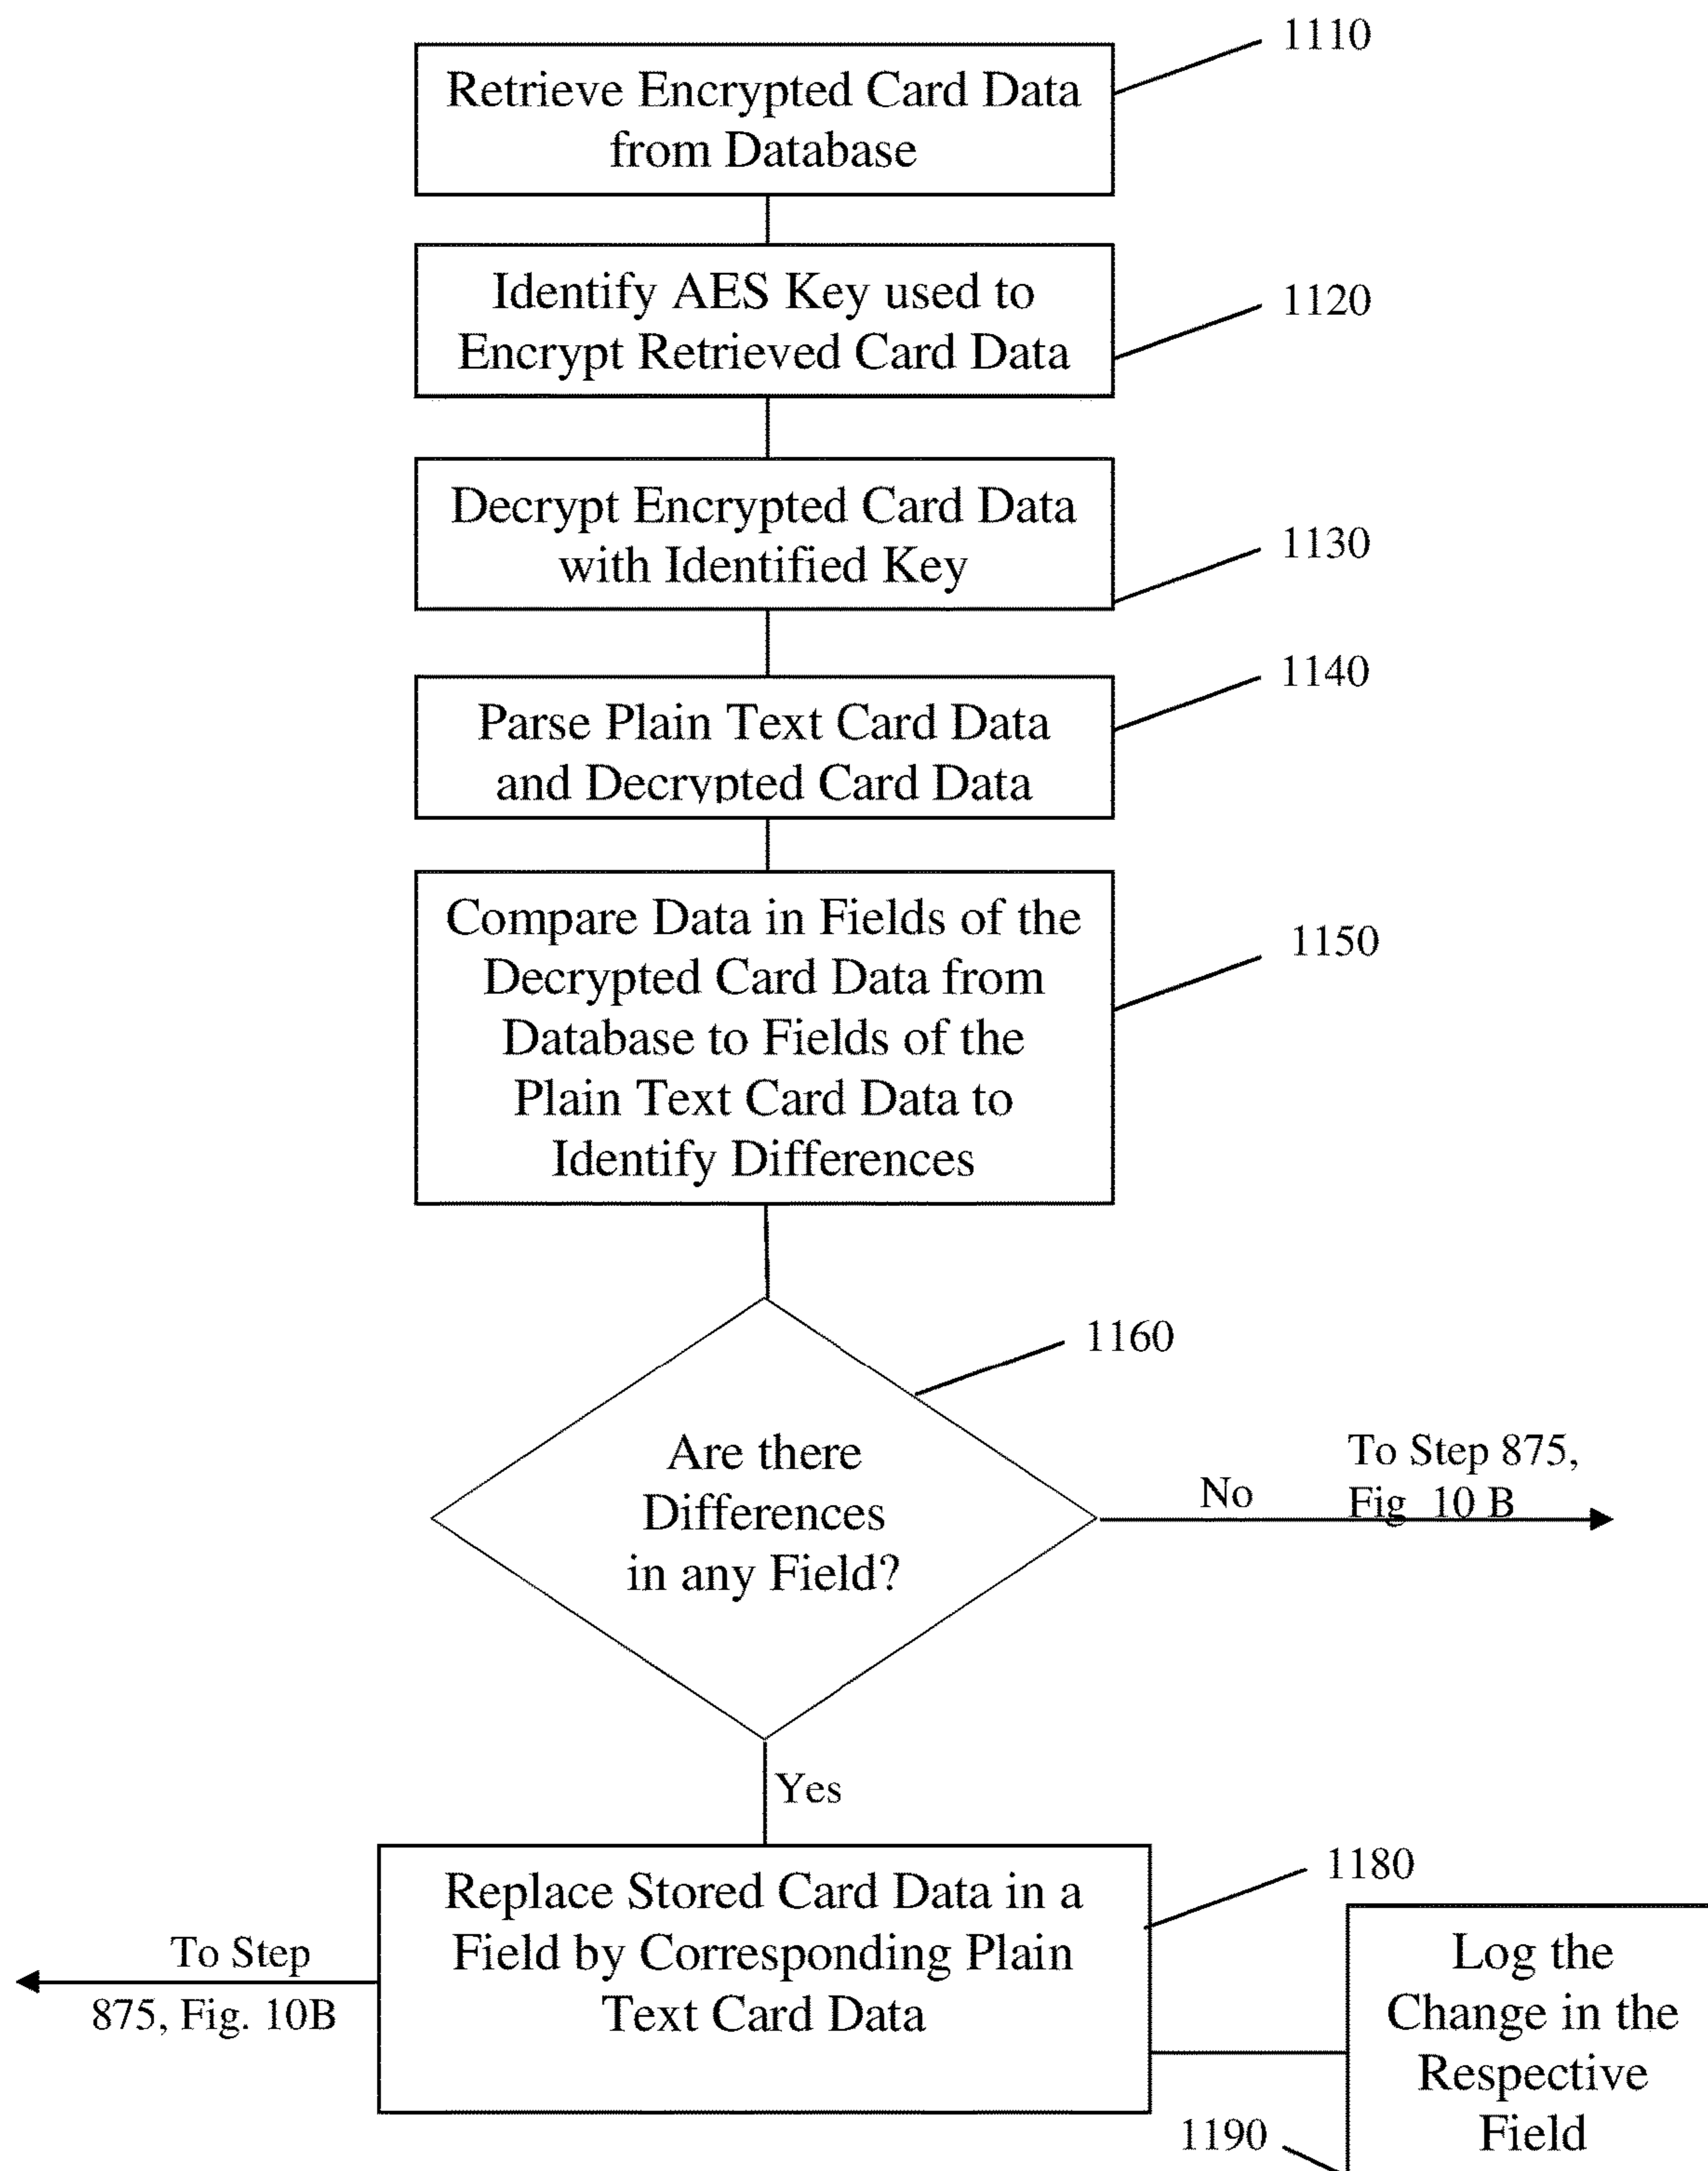 1110
Retrieve Encrypted Card Data
from Database
Identify AES Key used to
Encrypt Retrieved Card Data
1120
Decrypt Encrypted Card Data
with Identified Key
1130
1140
Parse Plain Text Card Data
and Decrypted Card Data
Compare Data in Fields of the
Decrypted Card Data from
Database to Fields of the
Plain Text Card Data to
Identify Differences
1150
1160
Are there
Differences
in any Field?
No
To Step 875,
Fig 10 B
Yes
Replace Stored Card Data in a
Field by Corresponding Plain
Text Card Data
1180
To Step
875, Fig. 10B
Log the
Change in the
Respective
Field
1190